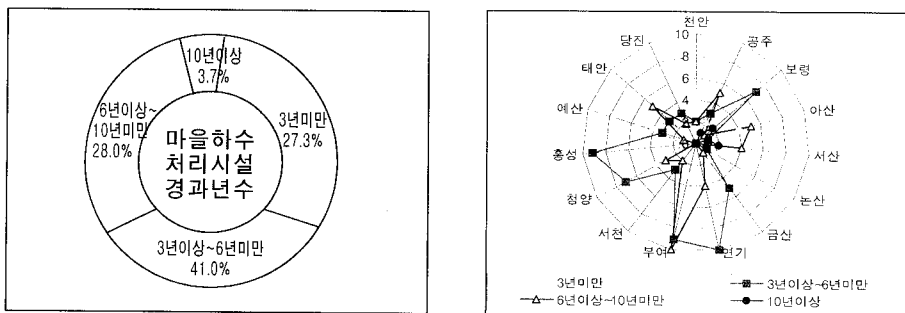 10년이상
3.7%
3년미만
27.3%
6년이상~
10년미만
28.0%
마을하수
처리시설
경과년수
3년이상~6년미만
41.0%
천안
공주
보령
아산
서산
논산
금산
연기
부여
서천
청양
홍성
예산
태안
당진
10
8
6
4
3년미만
3년이상~6년미만
6년이상~10년미만
10년이상